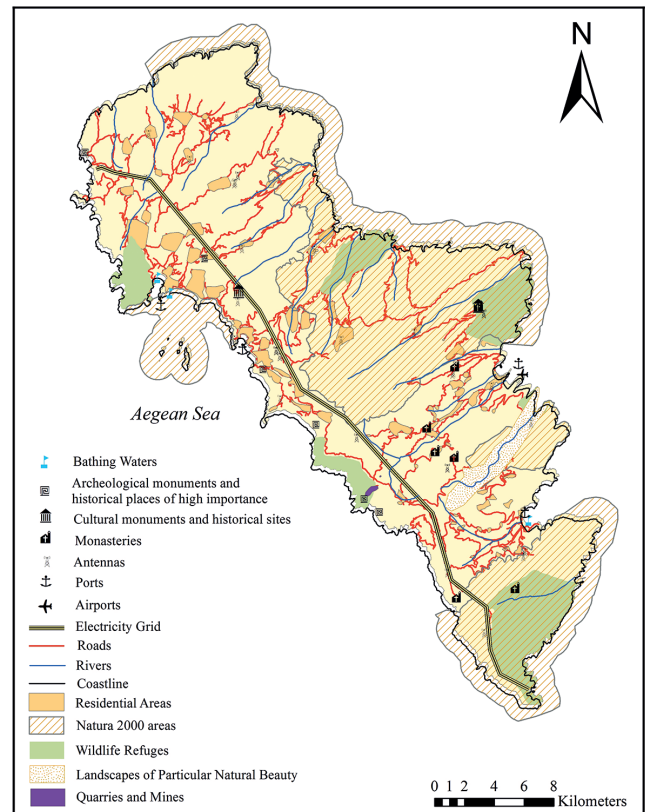 N
Aegean Sea
Bathing Waters
Archeological monuments and
historical places of high importance
Cultural monuments and historical sites
Monasteries
Antennas
Ports
Airports
Electricity Grid
Roads
Rivers
Coastline
Residential Areas
Natura 2000 areas
Wildlife Refuges
Landscapes of Particular Natural Beauty
Quarries and Mines
0 1 2 4 6 8
Kilometers